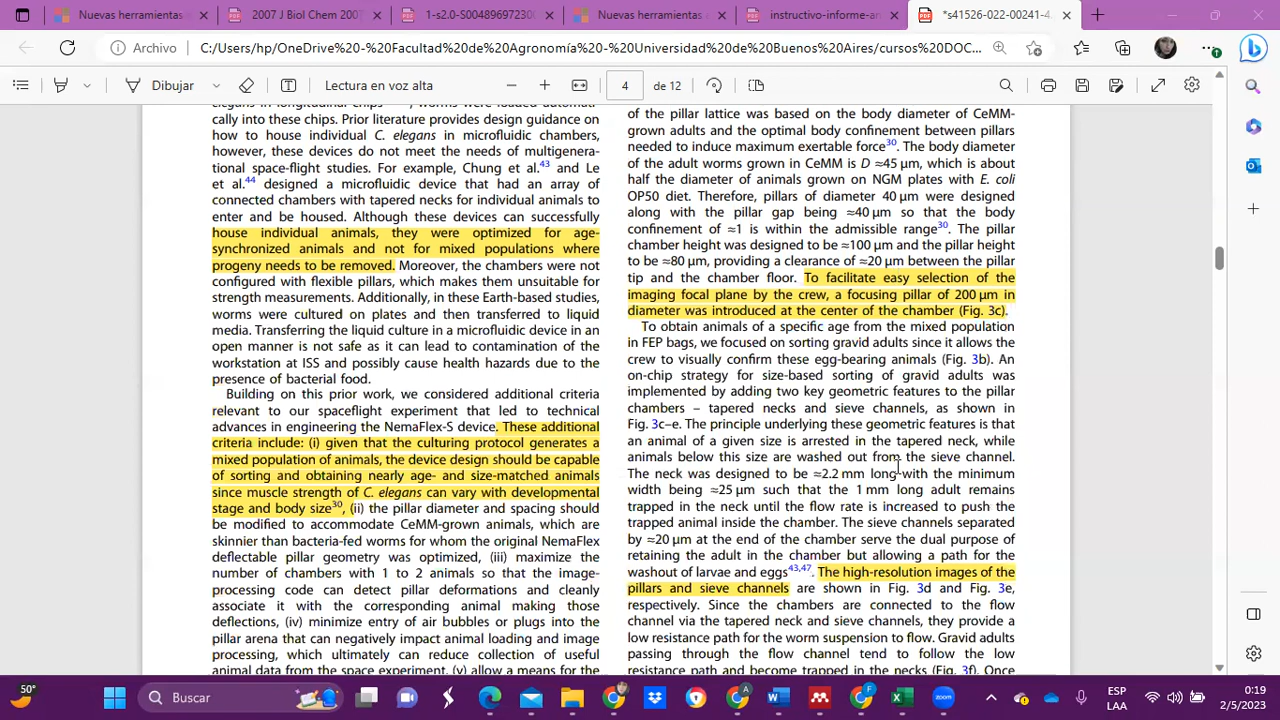 Nuevas herramientas
2007 J Biol Chem 200
1-s2.0-S0048969723
Nuevas herramientas
instructivo-informe-an
*s41526-022-00241-4
Archivo
C:/Users/hp/OneDrive%20-%20Facultad%20de%20Agronomía%20-%20Universidad%20de%20Buenos%20Aires/cursos%20DOC...
Dibujar
Lectura en voz alta
4
de 12
cally into these chips. Prior literature provides design guidance on
how to house individual C. elegans in microfluidic chambers,
however, these devices do not meet the needs of multigenera-
tional space-flight studies. For example, Chung et al.43 and Le
et al.44 designed a microfluidic device that had an array of
connected chambers with tapered necks for individual animals to
enter and be housed. Although these devices can successfully
house individual animals, they were optimized for age-
synchronized animals and not for mixed populations where
progeny needs to be removed. Moreover, the chambers were not
configured with flexible pillars, which makes them unsuitable for
strength measurements. Additionally, in these Earth-based studies,
worms were cultured on plates and then transferred to liquid
media. Transferring the liquid culture in a microfluidic device in an
open manner is not safe as it can lead to contamination of the
workstation at ISS and possibly cause health hazards due to the
presence of bacterial food.
Building on this prior work, we considered additional criteria
relevant to our spaceflight experiment that led to technical
advances in engineering the NemaFlex-S device. These additional
criteria include: (i) given that the culturing protocol generates a
mixed population of animals, the device design should be capable
of sorting and obtaining nearly age- and size-matched animals
since muscle strength of C. elegans can vary with developmental
stage and body size30, (ii) the pillar diameter and spacing should
be modified to accommodate CeMM-grown animals, which are
skinnier than bacteria-fed worms for whom the original NemaFlex
deflectable pillar geometry was optimized, (iii) maximize the
number of chambers with 1 to 2 animals so that the image-
processing code can detect pillar deformations and cleanly
associate it with the corresponding animal making those
deflections, (iv) minimize entry of air bubbles or plugs into the
pillar arena that can negatively impact animal loading and image
processing, which ultimately can reduce collection of useful
animal data from the space experiment, (v) allow a means for the
of the pillar lattice was based on the body diameter of CeMM-
grown adults and the optimal body confinement between pillars
needed to induce maximum exertable force30. The body diameter
of the adult worms grown in CeMM is D ≈45 μm, which is about
half the diameter of animals grown on NGM plates with E. coli
OP50 diet. Therefore, pillars of diameter 40 μm were designed
along with the pillar gap being ≈40 μm so that the body
confinement of ≈1 is within the admissible range30. The pillar
chamber height was designed to be ≈100 μm and the pillar height
to be ≈80 μm, providing a clearance of ≈20 μm between the pillar
tip and the chamber floor. To facilitate easy selection of the
imaging focal plane by the crew, a focusing pillar of 200 μm in
diameter was introduced at the center of the chamber (Fig. 3c).
To obtain animals of a specific age from the mixed population
in FEP bags, we focused on sorting gravid adults since it allows the
crew to visually confirm these egg-bearing animals (Fig. 3b). An
on-chip strategy for size-based sorting of gravid adults was
implemented by adding two key geometric features to the pillar
chambers – tapered necks and sieve channels, as shown in
Fig. 3c–e. The principle underlying these geometric features is that
an animal of a given size is arrested in the tapered neck, while
animals below this size are washed out from the sieve channel.
The neck was designed to be ≈2.2 mm long with the minimum
width being ≈25 μm such that the 1 mm long adult remains
trapped in the neck until the flow rate is increased to push the
trapped animal inside the chamber. The sieve channels separated
by ≈20 μm at the end of the chamber serve the dual purpose of
retaining the adult in the chamber but allowing a path for the
washout of larvae and eggs43,47. The high-resolution images of the
pillars and sieve channels are shown in Fig. 3d and Fig. 3e,
respectively. Since the chambers are connected to the flow
channel via the tapered neck and sieve channels, they provide a
low resistance path for the worm suspension to flow. Gravid adults
passing through the flow channel tend to follow the low
resistance path and become trapped in the necks (Fig. 3f). Once
50°
Buscar
ESP
LAA
0:19
2/5/2023